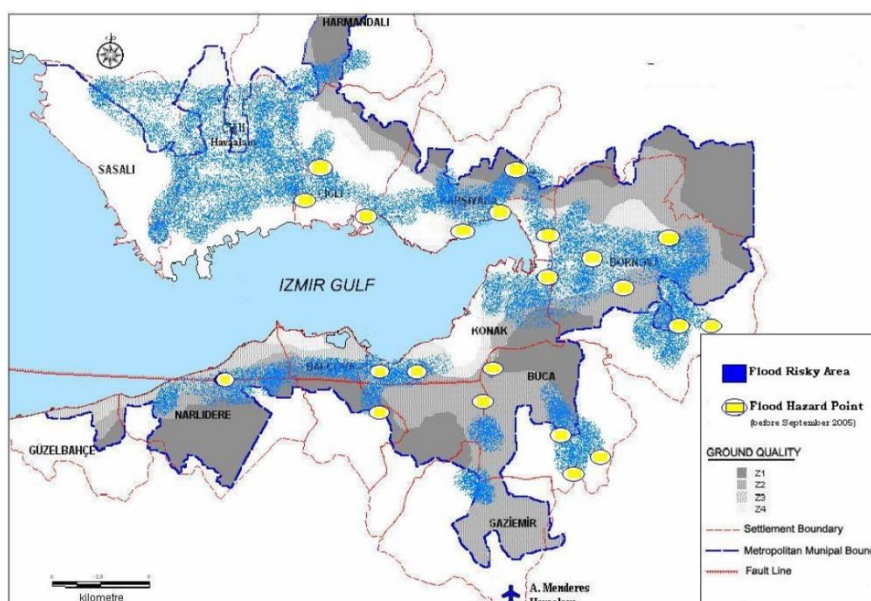 HARMANDALI
Havaalanı
SASALI
ÇİĞLİ
KARŞIYAKA
BORNOVA
IZMIR GULF
KONAK
BALÇOVA
BUCA
NARLIDERE
GÜZELBAHÇE
GAZİEMİR
A. Menderes
kilometre
Flood Risky Area
Flood Hazard Point
(before September 2005)
GROUND QUALITY
Z1
Z2
Z3
Z4
Settlement Boundary
Metropolitan Munipal Bound
Fault Line